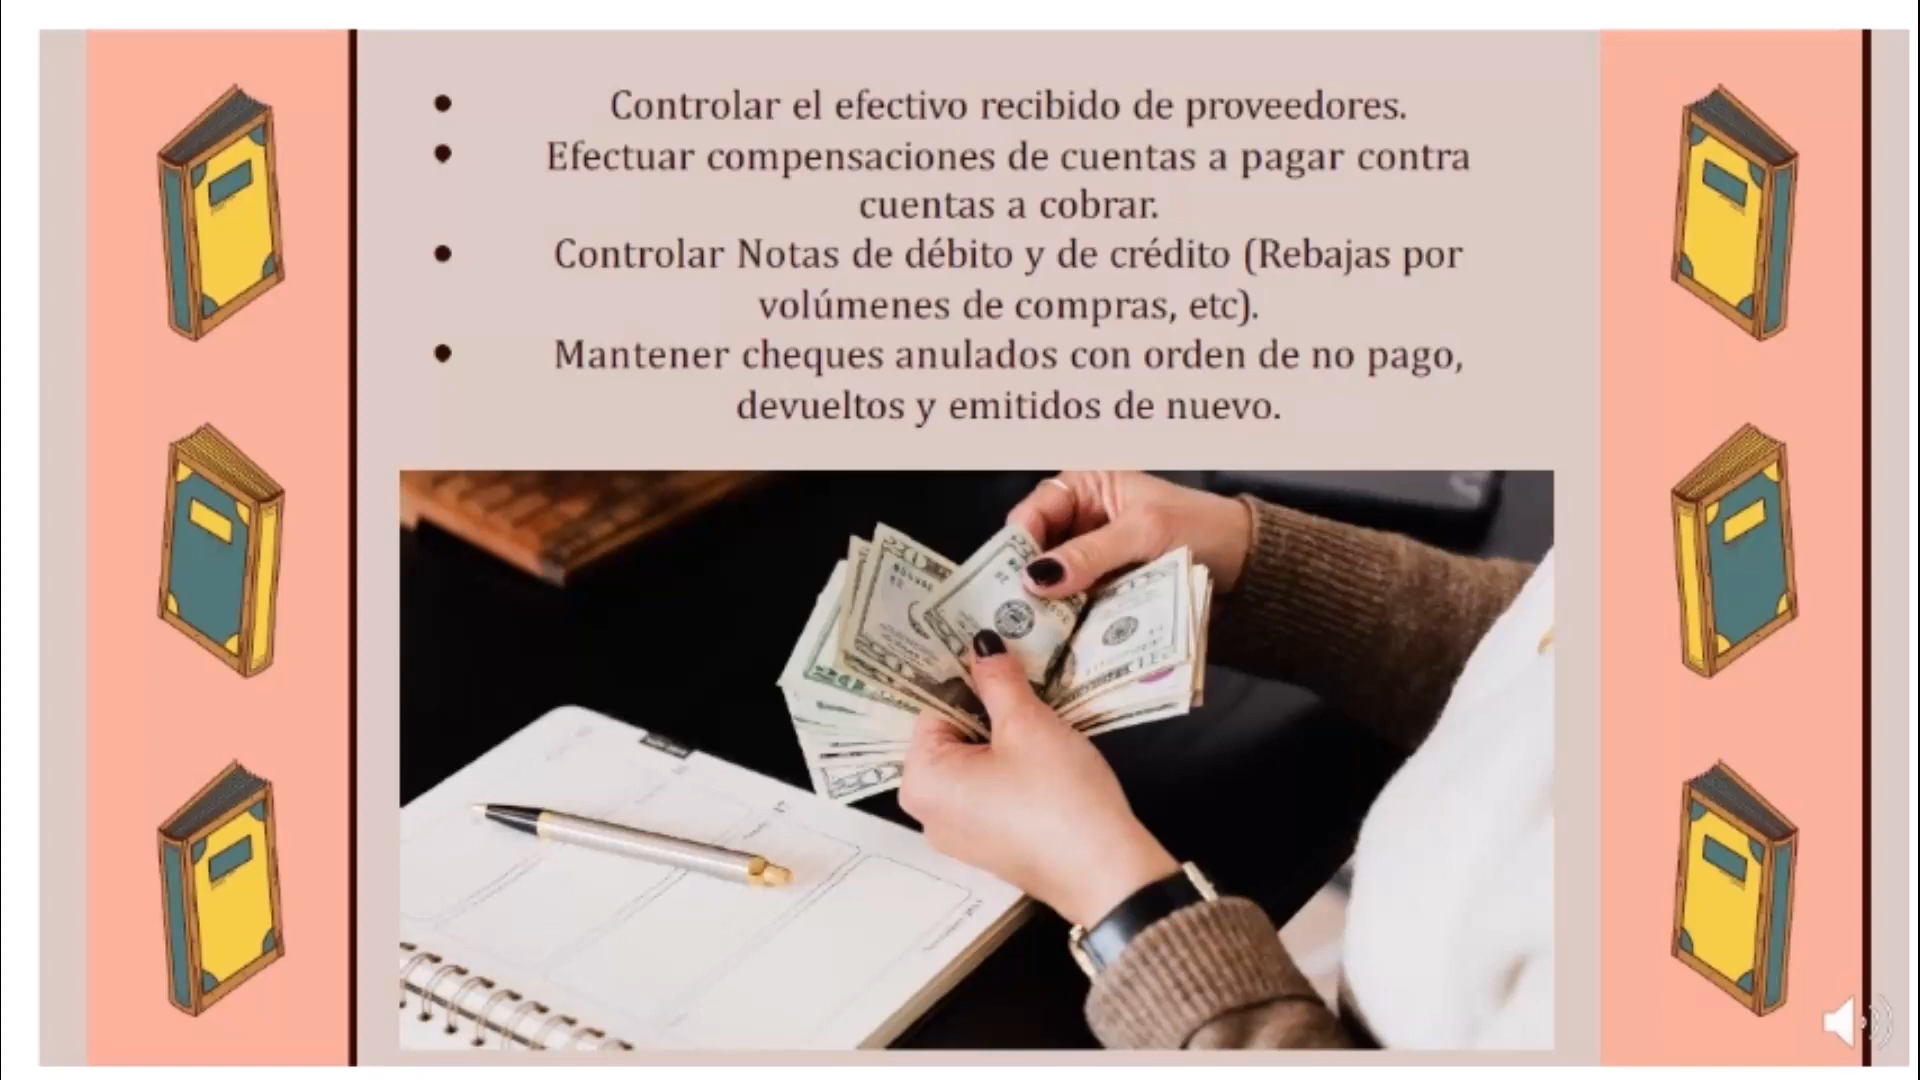 • Controlar el efectivo recibido de proveedores.
• Efectuar compensaciones de cuentas a pagar contra
cuentas a cobrar.
• Controlar Notas de débito y de crédito (Rebajas por
volúmenes de compras, etc).
• Mantener cheques anulados con orden de no pago,
devueltos y emitidos de nuevo.